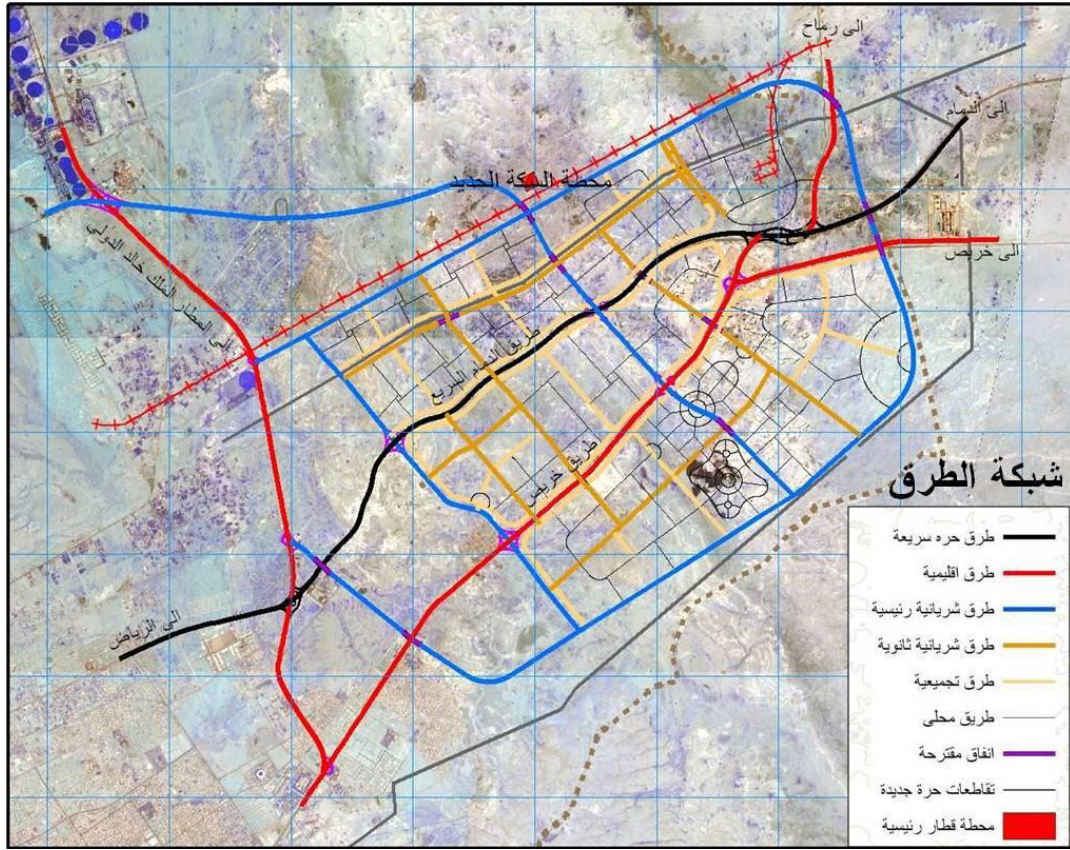 الى رماح
الى الدمام
محطة السكة الحديد
الى خريص
الى المطار الملك خالد الدولي
طريق الدمام السريع
طريق خريص
الى الرياض
شبكة الطرق
طرق حره سريعة
طرق اقليمية
طرق شريانية رئيسية
طرق شريانية ثانوية
طرق تجميعية
طريق محلى
انفاق مقترحة
تقاطعات حرة جديدة
محطة قطار رئيسية